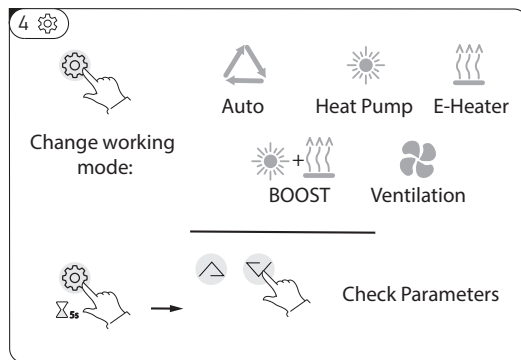 4
Auto
Heat Pump
E-Heater
Change working
mode:
+
BOOST
Ventilation
5s
Check Parameters